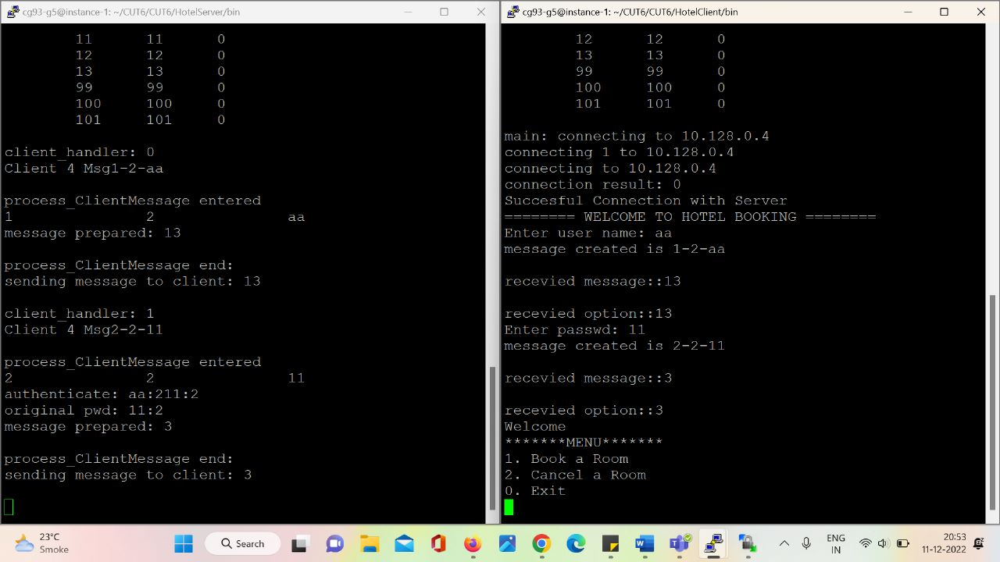 cg93-g5@instance-1: ~/CUT6/CUT6/HotelServer/bin
11 11 0
12 12 0
13 13 0
99 99 0
100 100 0
101 101 0
client_handler: 0
Client 4 Msg1-2-aa
process_ClientMessage entered
1 2 aa
message prepared: 13
process_ClientMessage end:
sending message to client: 13
client_handler: 1
Client 4 Msg2-2-11
process_ClientMessage entered
2 2 11
authenticate: aa:211:2
original pwd: 11:2
message prepared: 3
process_ClientMessage end:
sending message to client: 3
cg93-g5@instance-1: ~/CUT6/CUT6/HotelClient/bin
12 12 0
13 13 0
99 99 0
100 100 0
101 101 0
main: connecting to 10.128.0.4
connecting 1 to 10.128.0.4
connecting to 10.128.0.4
connection result: 0
Succesful Connection with Server
======== WELCOME TO HOTEL BOOKING ========
Enter user name: aa
message created is 1-2-aa
recevied message::13
recevied option::13
Enter passwd: 11
message created is 2-2-11
recevied message::3
recevied option::3
Welcome
*******MENU*******
1. Book a Room
2. Cancel a Room
0. Exit
23°C
Smoke
Search
ENG
IN
20:53
11-12-2022